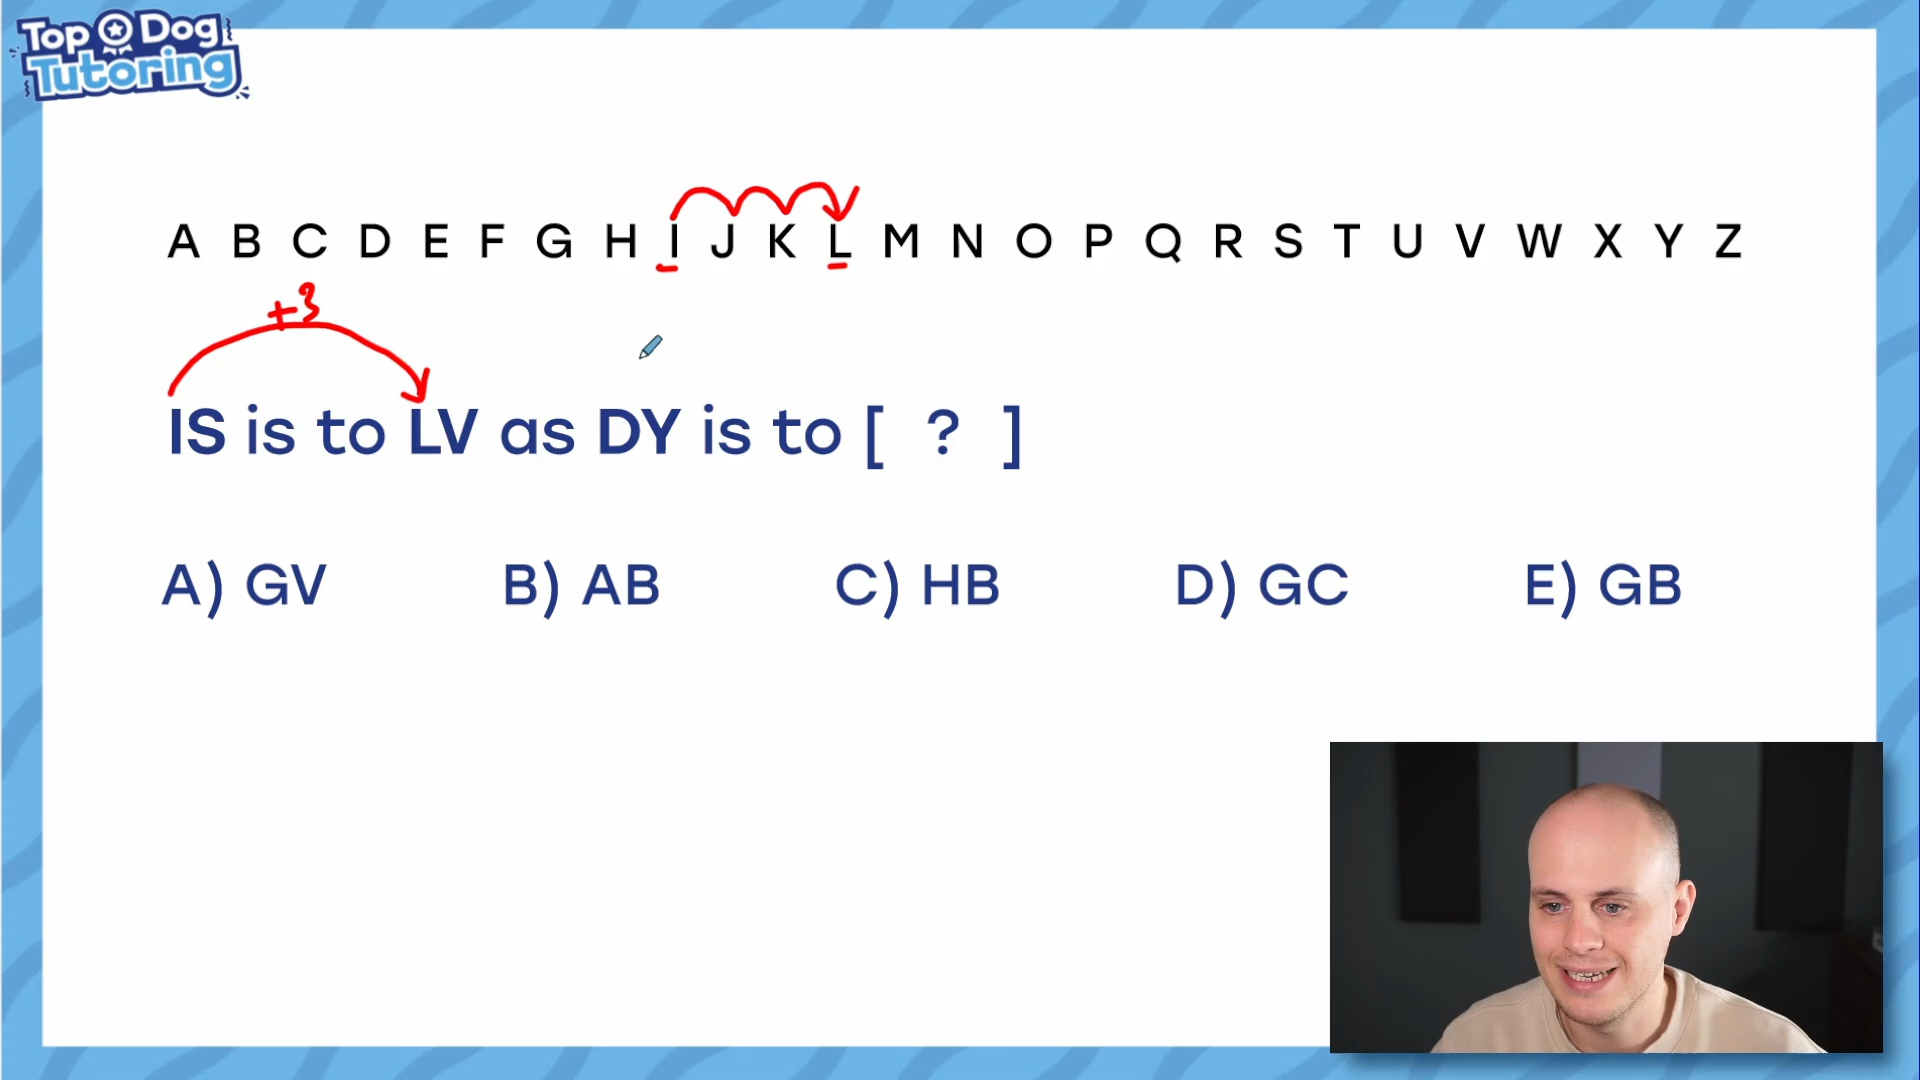 Top Dog
Tutoring
A B C D E F G H I J K L M N O P Q R S T U V W X Y Z
+3
IS is to LV as DY is to [ ? ]
A) GV B) AB C) HB D) GC E) GB